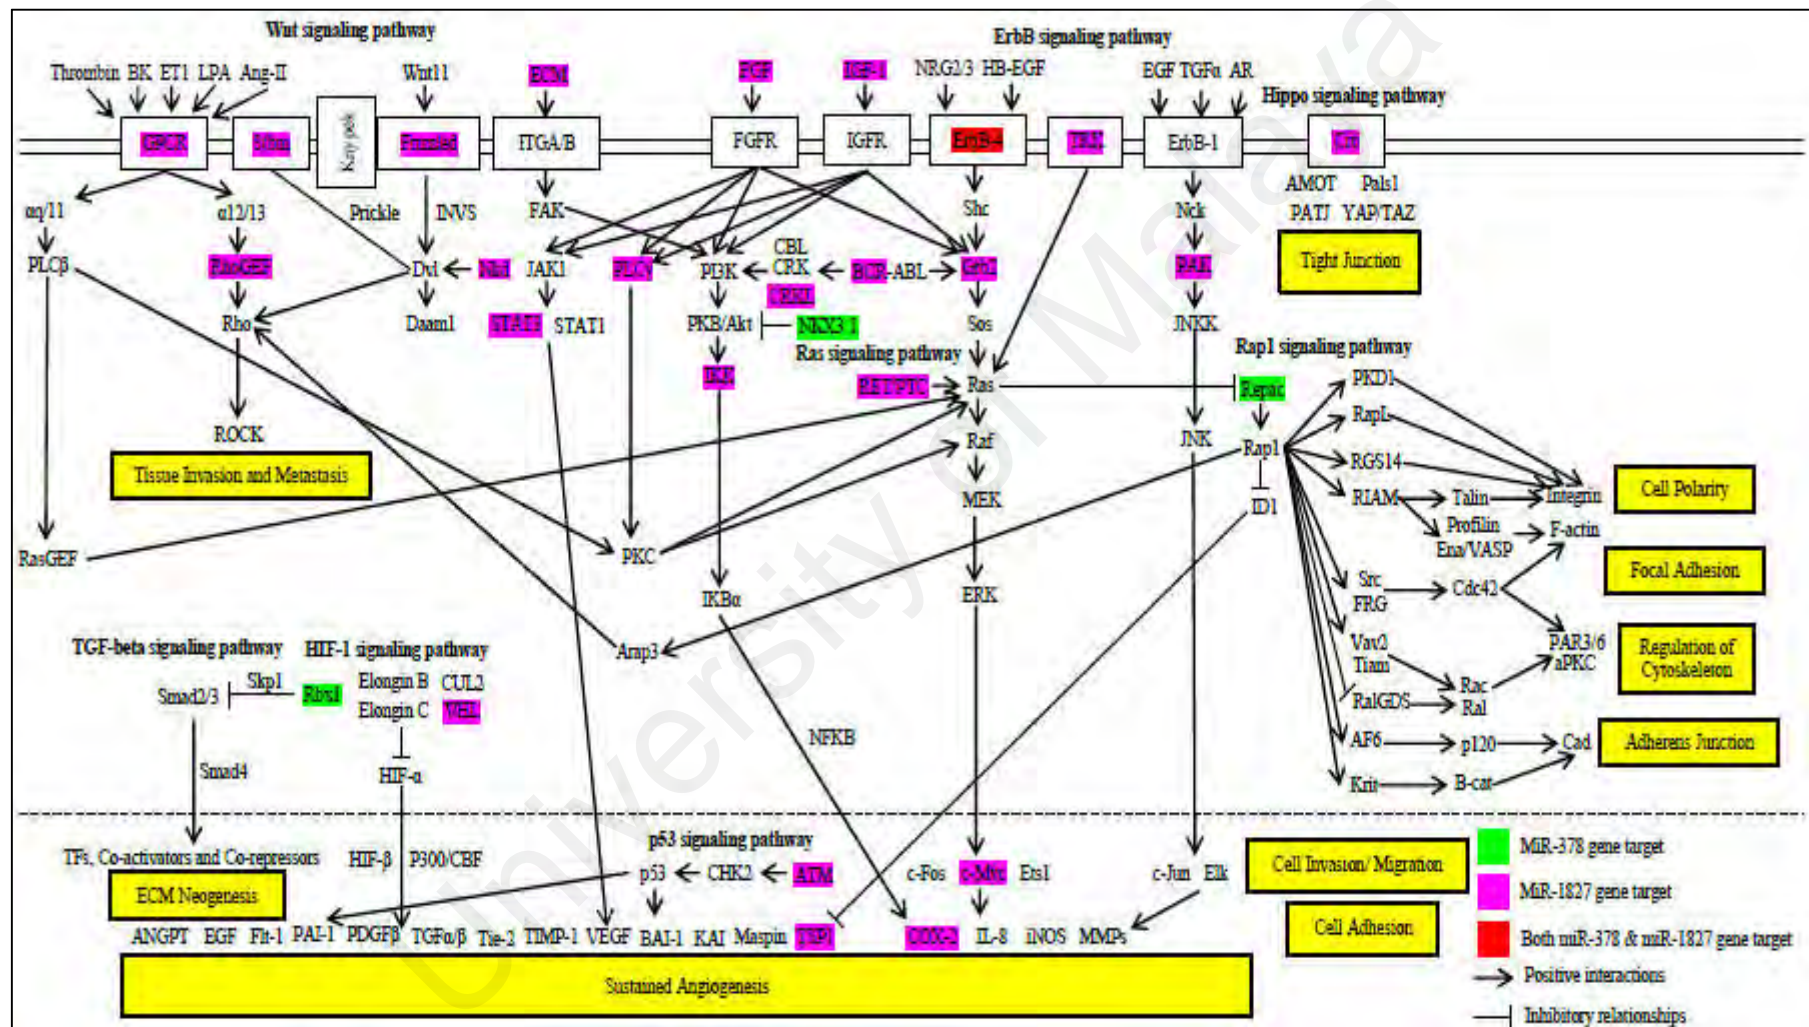 Wnt signaling pathway
ErbB signaling pathway
Thrombin BK ET1 LPA Ang-II
Wnt11
ECM
FGF
IGF-1
NRG2/3 HB-EGF
EGF TGFα AR
Hippo signaling pathway
GPCR
Knypek
Frizzled
ITGA/B
FGFR
IGFR
ErbB-4
TRK
ErbB-1
Crb
AMOT Pals1
PATJ YAP/TAZ
αq/11
α12/13
Prickle
INVS
FAK
Shc
Nck
Tight Junction
PLCβ
RhoGEF
Dvl
Nkd
JAK1
PLCγ
PI3K
CBL
CRK
CRKL
BCR-ABL
Grb2
PAK
Rho
Daam1
STAT3
STAT1
PKB/Akt
NKX3 1
Sos
JNKK
Ras signaling pathway
Rap1 signaling pathway
IKK
RET/PTC
Ras
Repac
PKD1
RapL
ROCK
Raf
JNK
Rap1
RGS14
Tissue Invasion and Metastasis
MEK
ID1
RIAM
Talin
Integrin
Cell Polarity
Profilin
Ena/VASP
F-actin
RasGEF
PKC
Focal Adhesion
IKBα
ERK
Src
FRG
Cdc42
TGF-beta signaling pathway
HIF-1 signaling pathway
Arap3
Vav2
Tiam
PAR3/6
aPKC
Regulation of
Cytoskeleton
Smad2/3
Skp1
Rbx1
Elongin B
CUL2
Elongin C
VHL
RalGDS
Rac
Ral
NFKB
AF6
p120
Cad
Adherens Junction
Smad4
HIF-α
Krit
B-cat
p53 signaling pathway
TFs, Co-activators and Co-repressors
HIF-β
P300/CBF
p53
CHK2
ATM
c-Fos
c-Myc
Ets1
c-Jun
Elk
Cell Invasion/ Migration
MiR-378 gene target
ECM Neogenesis
MiR-1827 gene target
Cell Adhesion
ANGPT EGF Flt-1 PAI-1 PDGFβ TGFα/β Tie-2 TIMP-1 VEGF BAI-1 KAI Maspin TSP1 COX-2 IL-8 iNOS MMPs
Both miR-378 & miR-1827 gene target
Positive interactions
Sustained Angiogenesis
Inhibitory relationships
University of Malaya